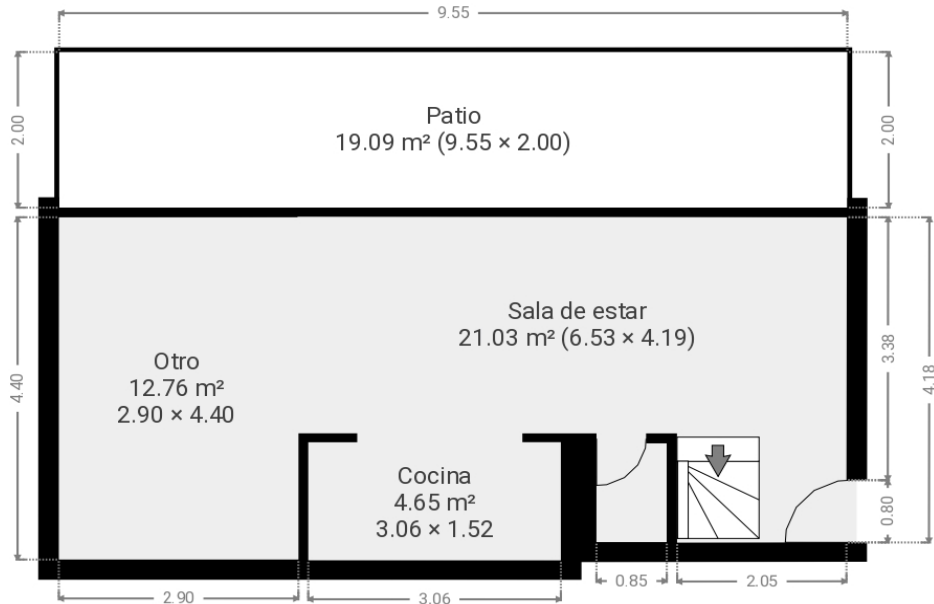 9.55
2.00
Patio
19.09 m² (9.55 × 2.00)
2.00
Sala de estar
21.03 m² (6.53 × 4.19)
3.38
4.18
4.40
Otro
12.76 m²
2.90 × 4.40
Cocina
4.65 m²
3.06 × 1.52
0.80
0.85
2.05
2.90
3.06